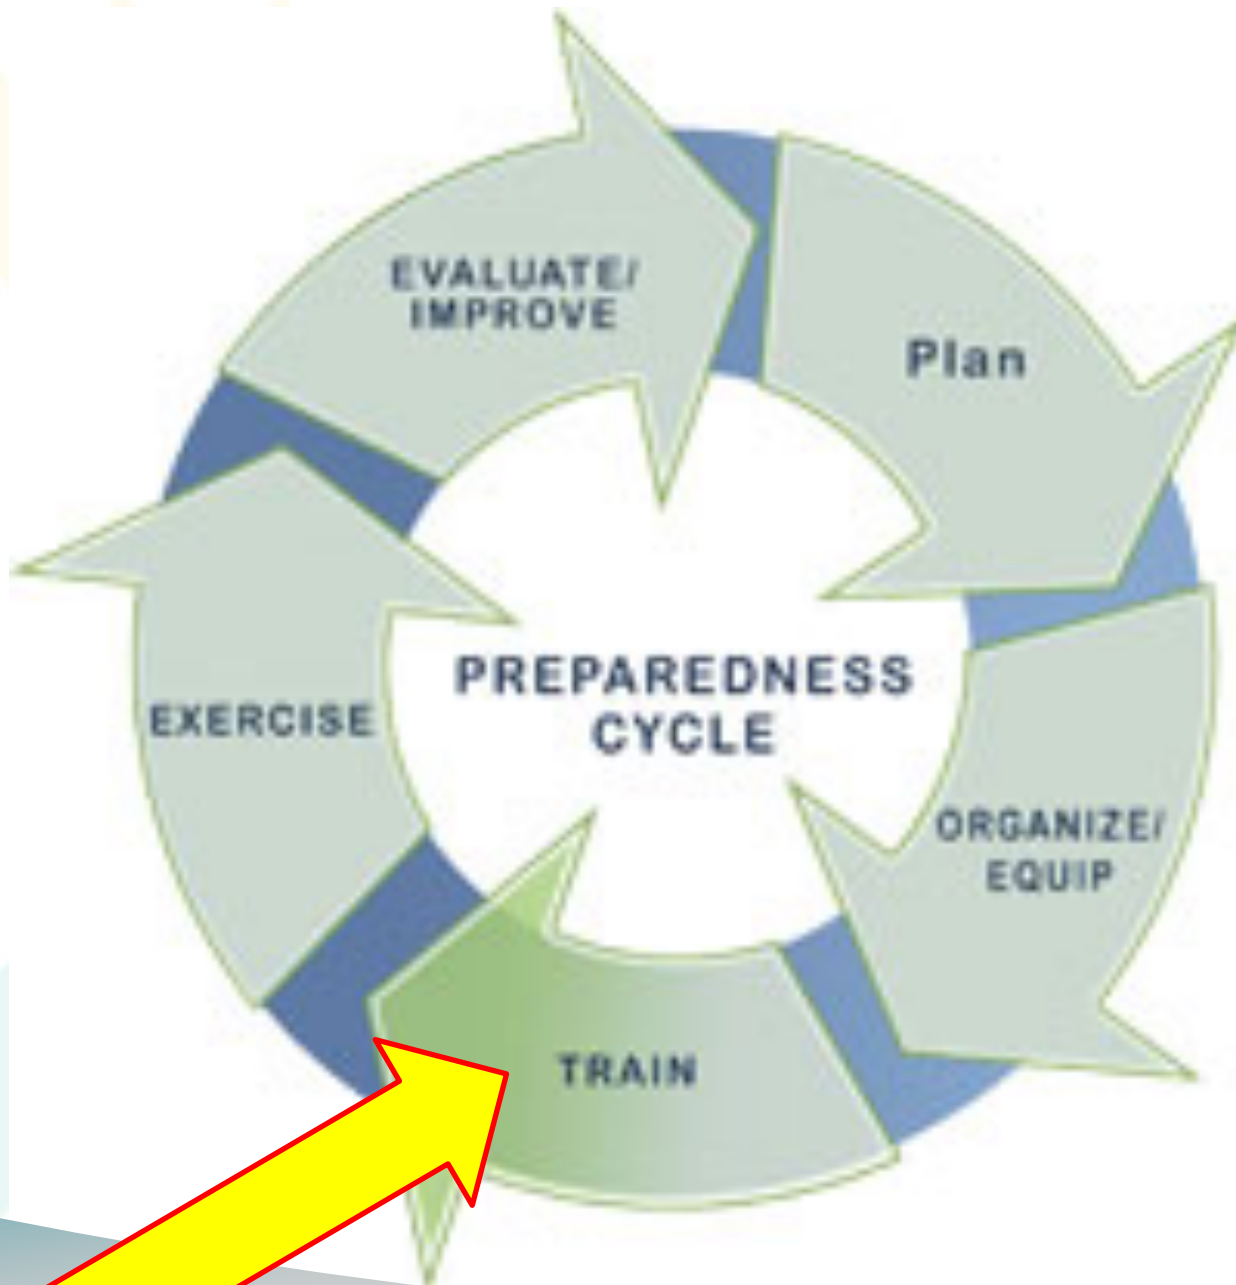 EVALUATE/
IMPROVE
Plan
PREPAREDNESS
CYCLE
EXERCISE
ORGANIZE/
EQUIP
TRAIN